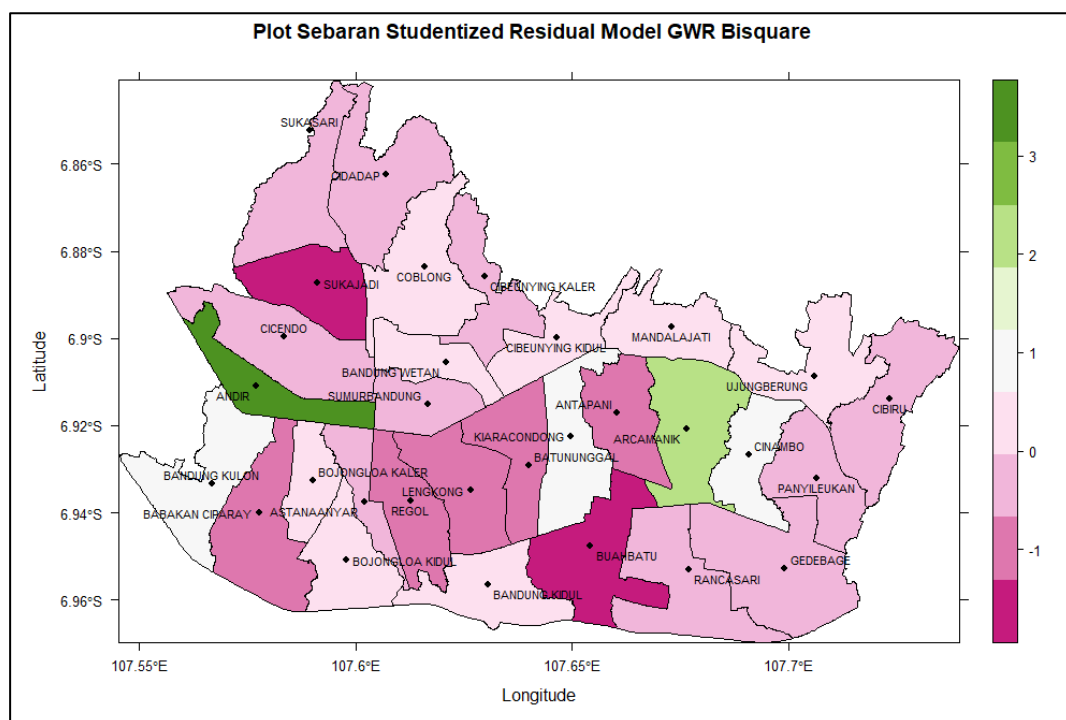 Plot Sebaran Studentized Residual Model GWR Bisquare
SUKASARI
6.86°S
CIDADAP
3
6.88°S
COBLONG
SUKAJADI
CIBEUNYING KALER
2
6.9°S
CICENDO
MANDALAJATI
CIBEUNYING KIDUL
1
Latitude
BANDUNG WETAN
UJUNGBERUNG
ANDIR
SUMURBANDUNG
ANTAPANI
CIBIRU
6.92°S
ARCAMANIK
KIARACONDONG
CINAMBO
0
BATUNUNGGAL
BOJONGLOA KALER
BANDUNG KULON
PANYILEUKAN
LENGKONG
6.94°S
BABAKAN CIPARAY
ASTANAANYAR
REGOL
-1
BUAHBATU
BOJONGLOA KIDUL
GEDEBAGE
RANCASARI
6.96°S
BANDUNG KIDUL
107.55°E
107.6°E
107.65°E
107.7°E
Longitude